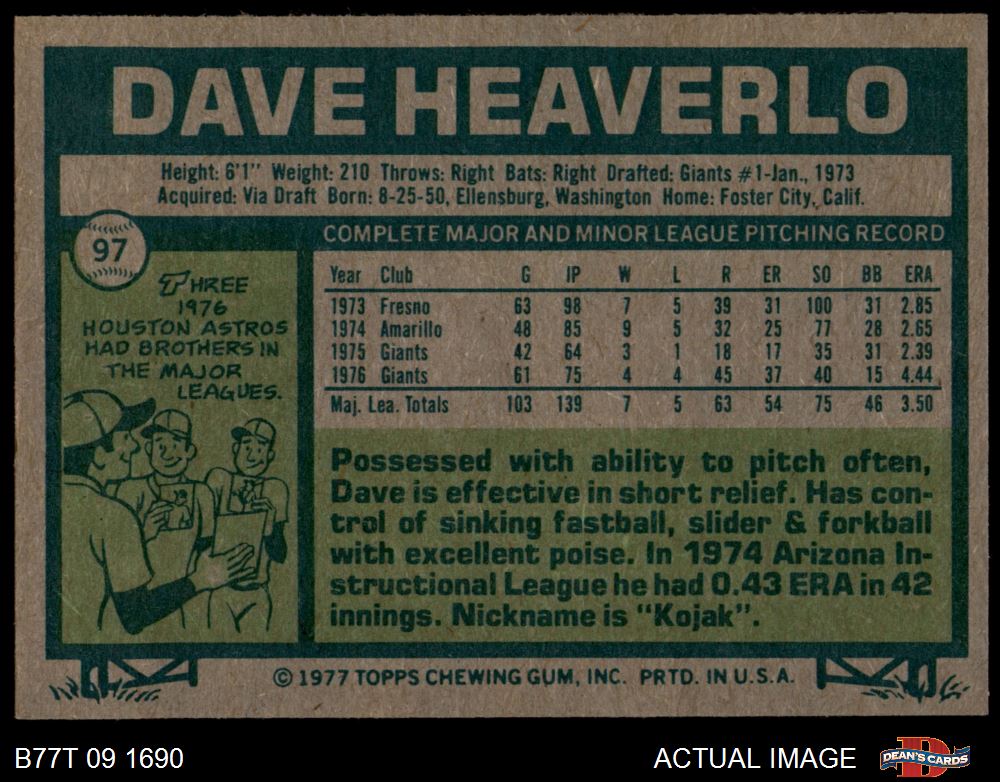 DAVE HEAVERLO
Height: 6'1" Weight: 210 Throws: Right Bats: Right Drafted: Giants #1-Jan., 1973
Acquired: Via Draft Born: 8-25-50, Ellensburg, Washington Home: Foster City, Calif.
97
COMPLETE MAJOR AND MINOR LEAGUE PITCHING RECORD
THREE
1976
HOUSTON ASTROS
HAD BROTHERS IN
THE MAJOR
LEAGUES.
Year Club G IP W L R ER SO BB ERA
1973 Fresno 63 98 7 5 39 31 100 31 2.85
1974 Amarillo 48 85 9 5 32 25 77 28 2.65
1975 Giants 42 64 3 1 18 17 35 31 2.39
1976 Giants 61 75 4 4 45 37 40 15 4.44
Maj. Lea. Totals 103 139 7 5 63 54 75 46 3.50
Possessed with ability to pitch often,
Dave is effective in short relief. Has con-
trol of sinking fastball, slider & forkball
with excellent poise. In 1974 Arizona In-
structional League he had 0.43 ERA in 42
innings. Nickname is "Kojak".
© 1977 TOPPS CHEWING GUM, INC. PRTD. IN U.S.A.
B77T 09 1690
ACTUAL IMAGE
D
DEAN'S CARDS